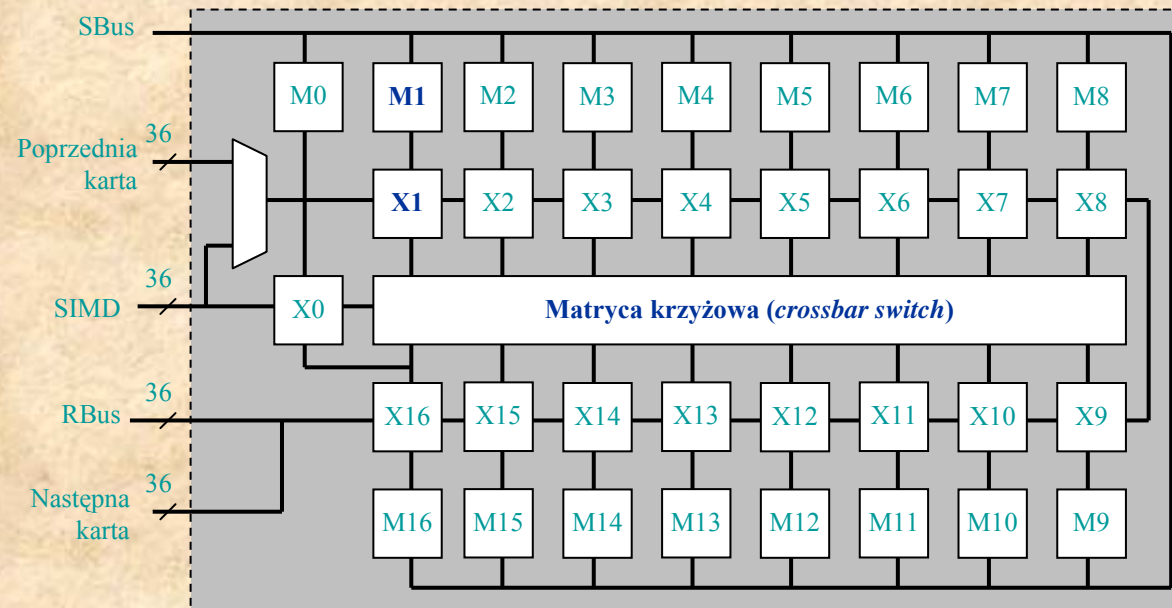 SBus
M0 M1 M2 M3 M4 M5 M6 M7 M8
36
Poprzednia
karta
X1 X2 X3 X4 X5 X6 X7 X8
36
SIMD
X0
Matryca krzyżowa (crossbar switch)
36
RBus
X16 X15 X14 X13 X12 X11 X10 X9
36
Następna
karta
M16 M15 M14 M13 M12 M11 M10 M9